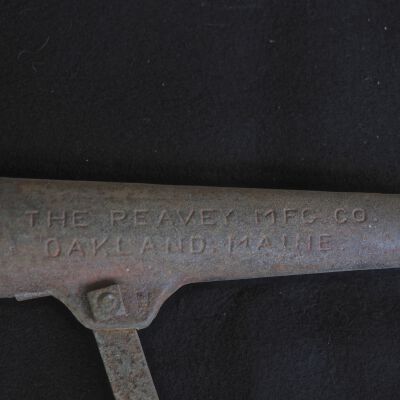 THE PEAVEY MFG. CO.
OAKLAND. MAINE.